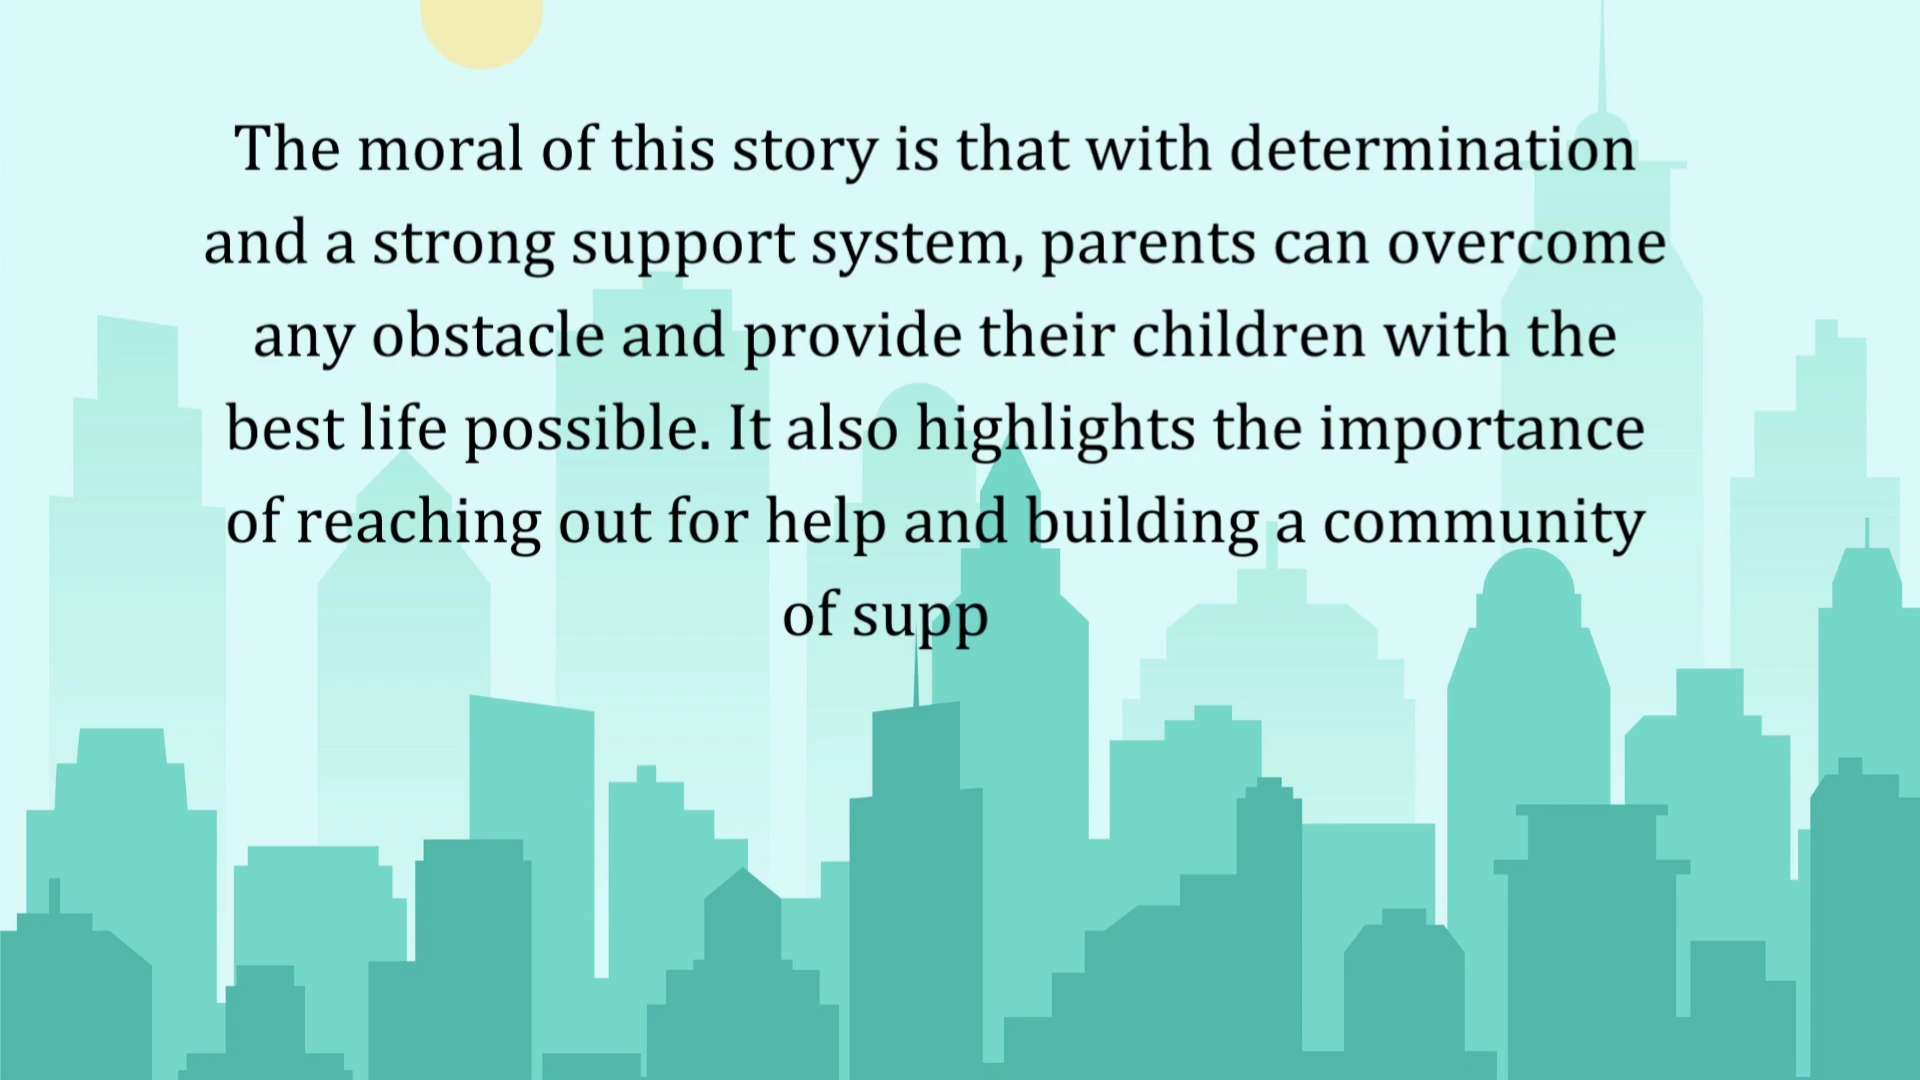 The moral of this story is that with determination
and a strong support system, parents can overcome
any obstacle and provide their children with the
best life possible. It also highlights the importance
of reaching out for help and building a community
of supp